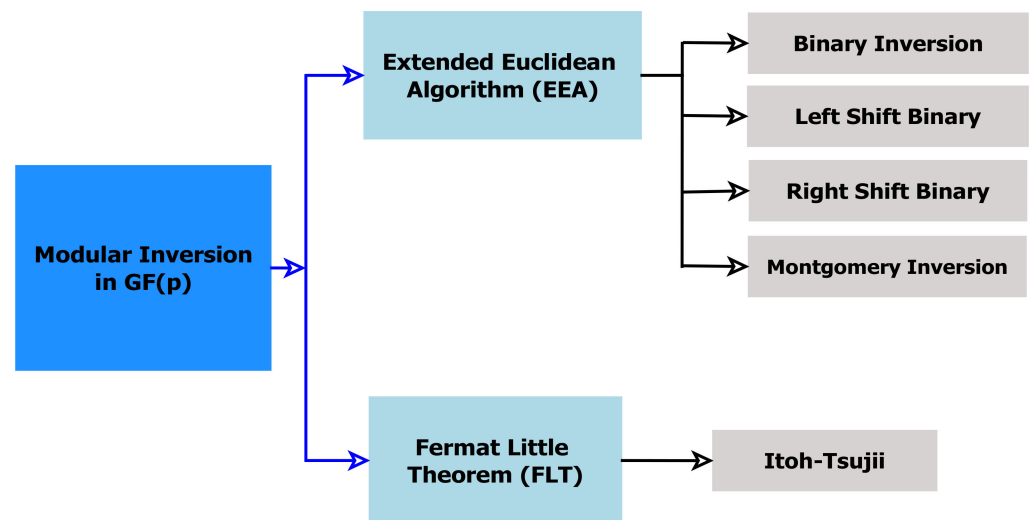 Modular Inversion
in GF(p)
Extended Euclidean
Algorithm (EEA)
Binary Inversion
Left Shift Binary
Right Shift Binary
Montgomery Inversion
Fermat Little
Theorem (FLT)
Itoh-Tsujii